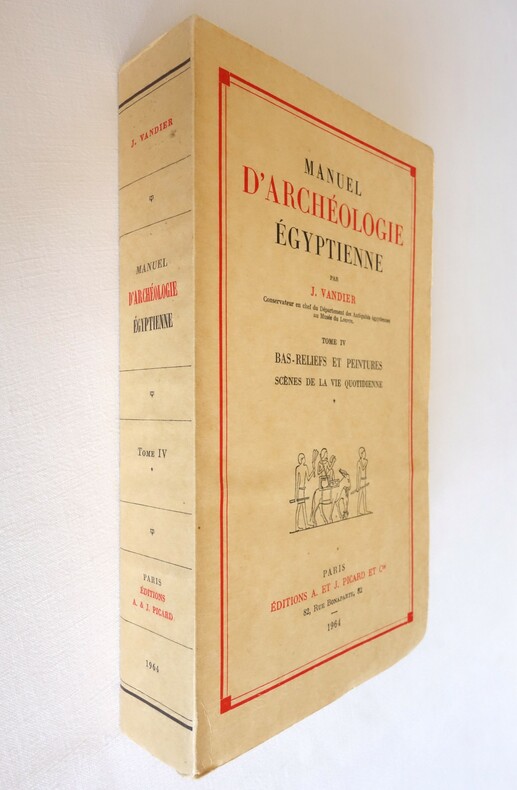 J. VANDIER
MANUEL
D'ARCHÉOLOGIE
ÉGYPTIENNE
TOME IV
*
PARIS
ÉDITIONS
A. & J. PICARD
1964
MANUEL
D'ARCHÉOLOGIE
ÉGYPTIENNE
PAR
J. VANDIER
Conservateur en chef du Département des Antiquités égyptiennes
au Musée du Louvre.
TOME IV
BAS-RELIEFS ET PEINTURES
SCÈNES DE LA VIE QUOTIDIENNE
*
PARIS
ÉDITIONS A. ET J. PICARD ET Cie
82, RUE BONAPARTE, 82
1964